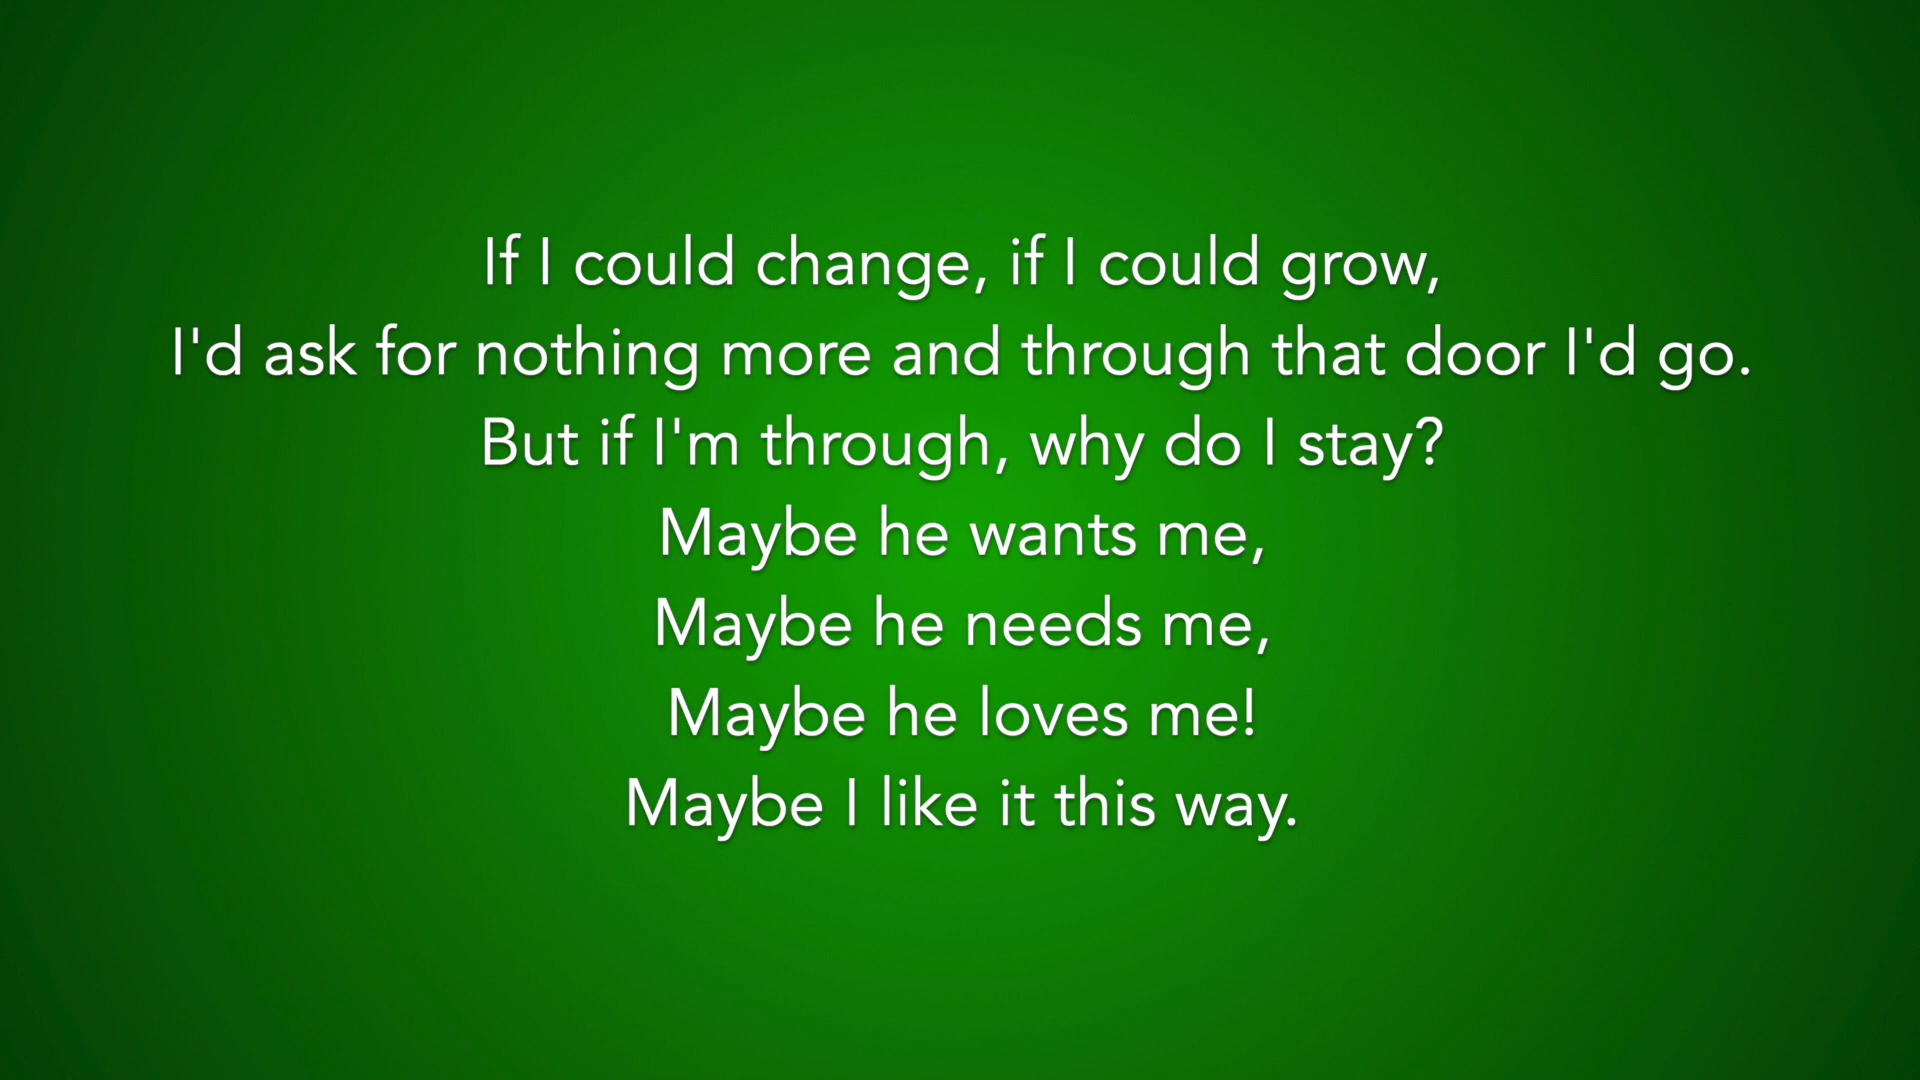 If I could change, if I could grow,
I'd ask for nothing more and through that door I'd go.
But if I'm through, why do I stay?
Maybe he wants me,
Maybe he needs me,
Maybe he loves me!
Maybe I like it this way.